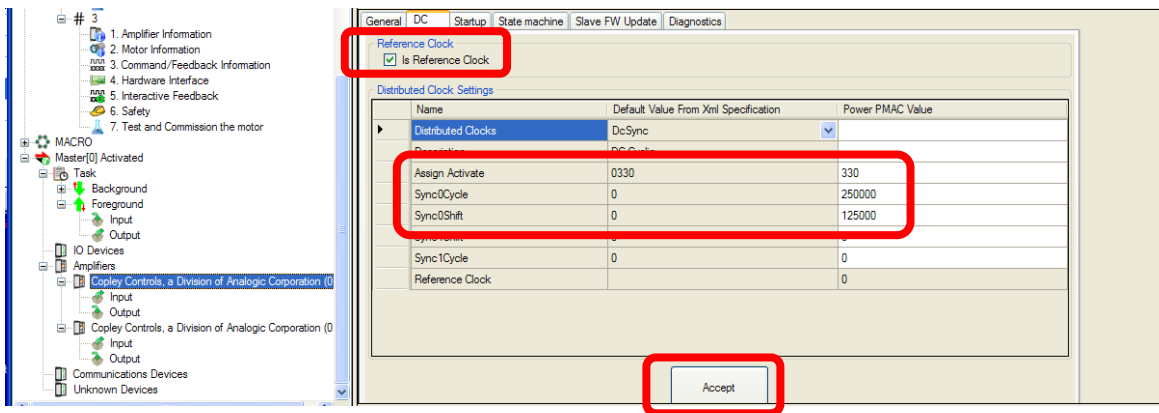 # 3
1. Amplifier Information
2. Motor Information
3. Command/Feedback Information
4. Hardware Interface
5. Interactive Feedback
6. Safety
7. Test and Commission the motor
MACRO
Master[0] Activated
Task
Background
Foreground
Input
Output
IO Devices
Amplifiers
Copley Controls, a Division of Analogic Corporation (0
Input
Output
Copley Controls, a Division of Analogic Corporation (0
Input
Output
Communications Devices
Unknown Devices
General DC Startup State machine Slave FW Update Diagnostics
Reference Clock
Is Reference Clock
Distributed Clock Settings
Name Default Value From Xml Specification Power PMAC Value
Distributed Clocks DcSync
Assign Activate 0330 330
Sync0Cycle 0 250000
Sync0Shift 0 125000
Sync1Cycle 0 0
Reference Clock 0
Accept